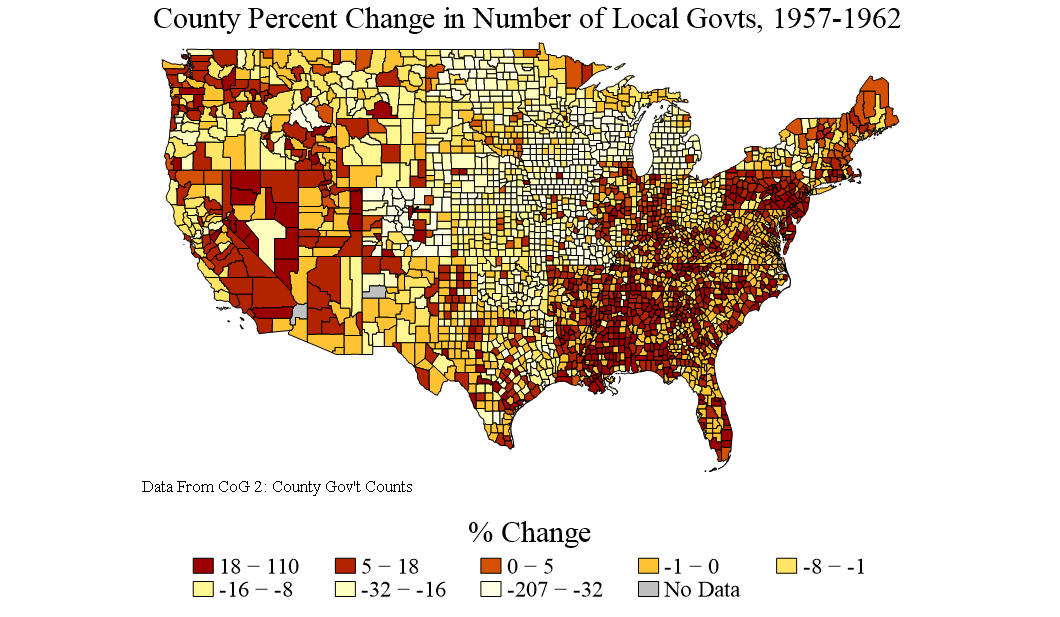 County Percent Change in Number of Local Govts, 1957-1962
Data From CoG 2: County Gov't Counts
% Change
18 − 110 5 − 18 0 − 5 -1 − 0 -8 − -1
-16 − -8 -32 − -16 -207 − -32 No Data